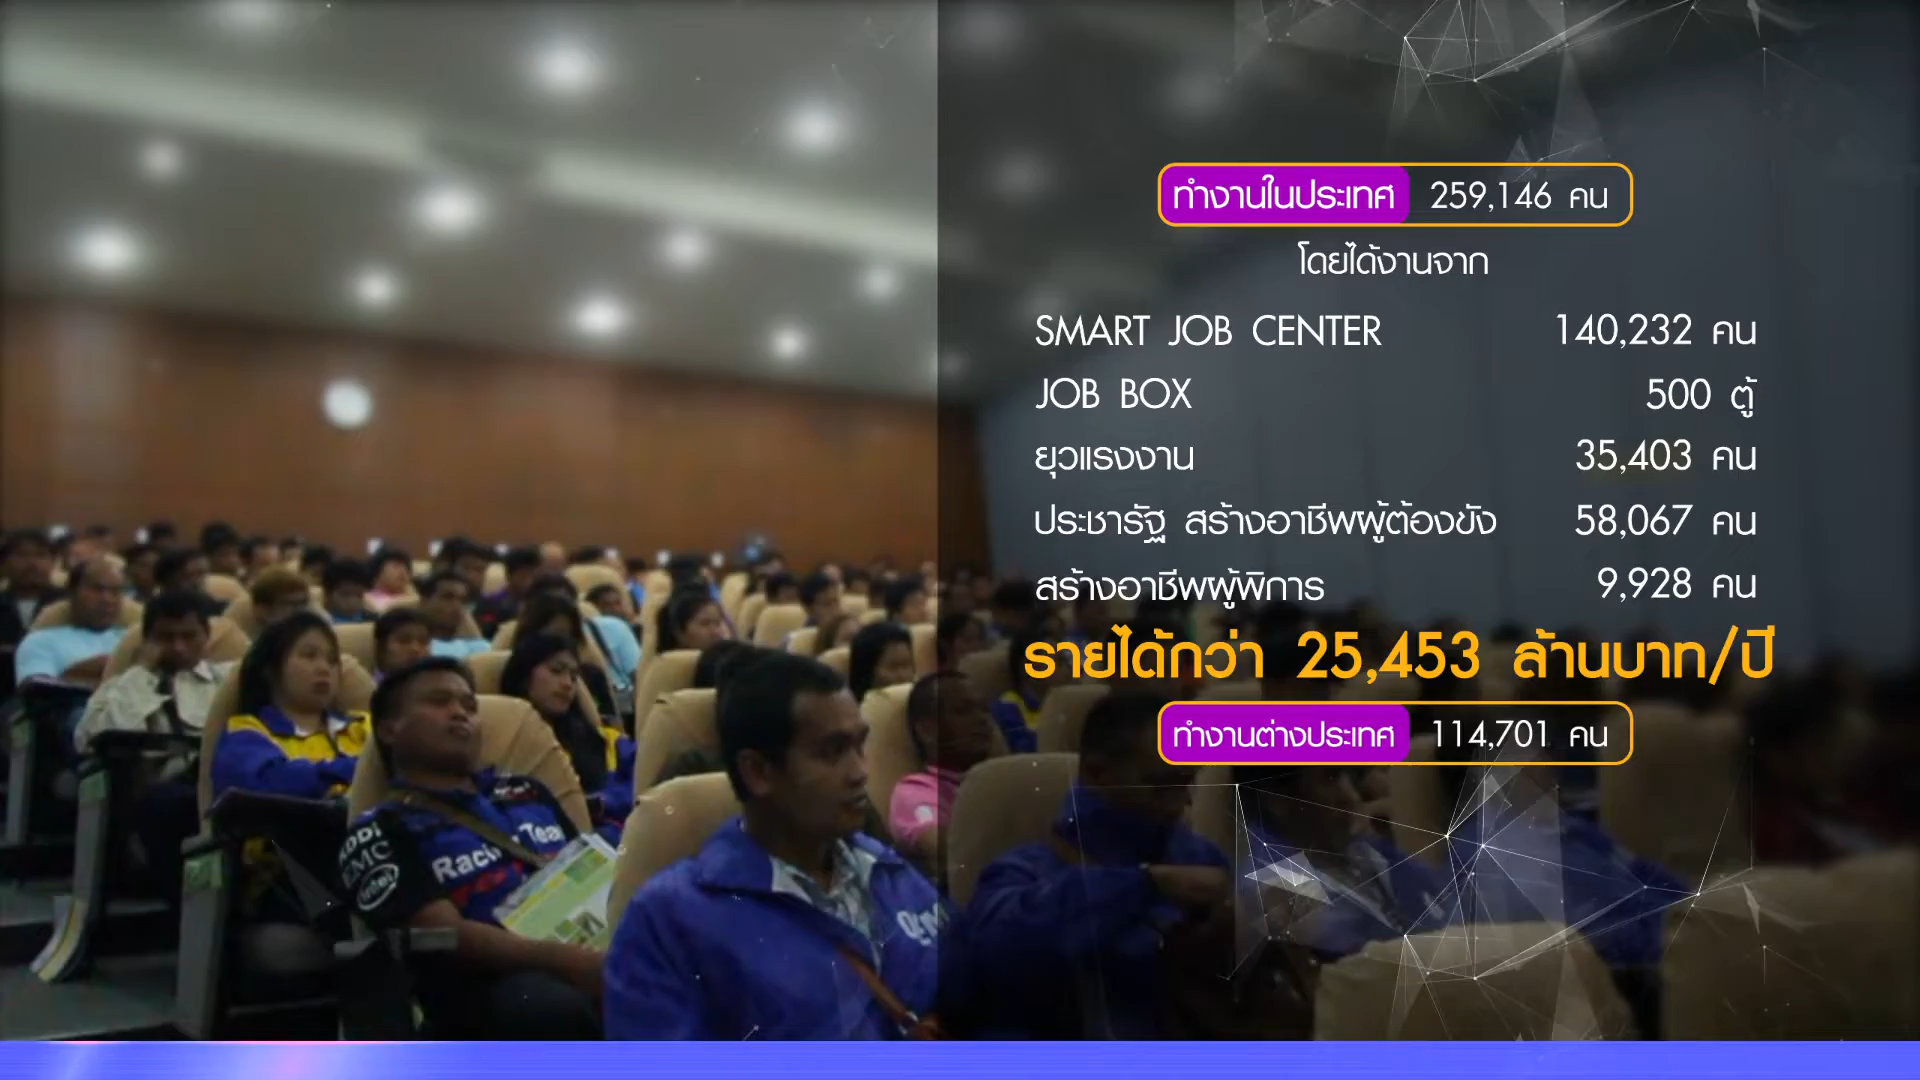 ทำงานในประเทศ 259,146 คน
โดยได้งานจาก
SMART JOB CENTER 140,232 คน
JOB BOX 500 ตู้
ยุวแรงงาน 35,403 คน
ประชารัฐ สร้างอาชีพผู้ต้องขัง 58,067 คน
สร้างอาชีพผู้พิการ 9,928 คน
รายได้กว่า 25,453 ล้านบาท/ปี
ทำงานต่างประเทศ 114,701 คน
EMC
intel